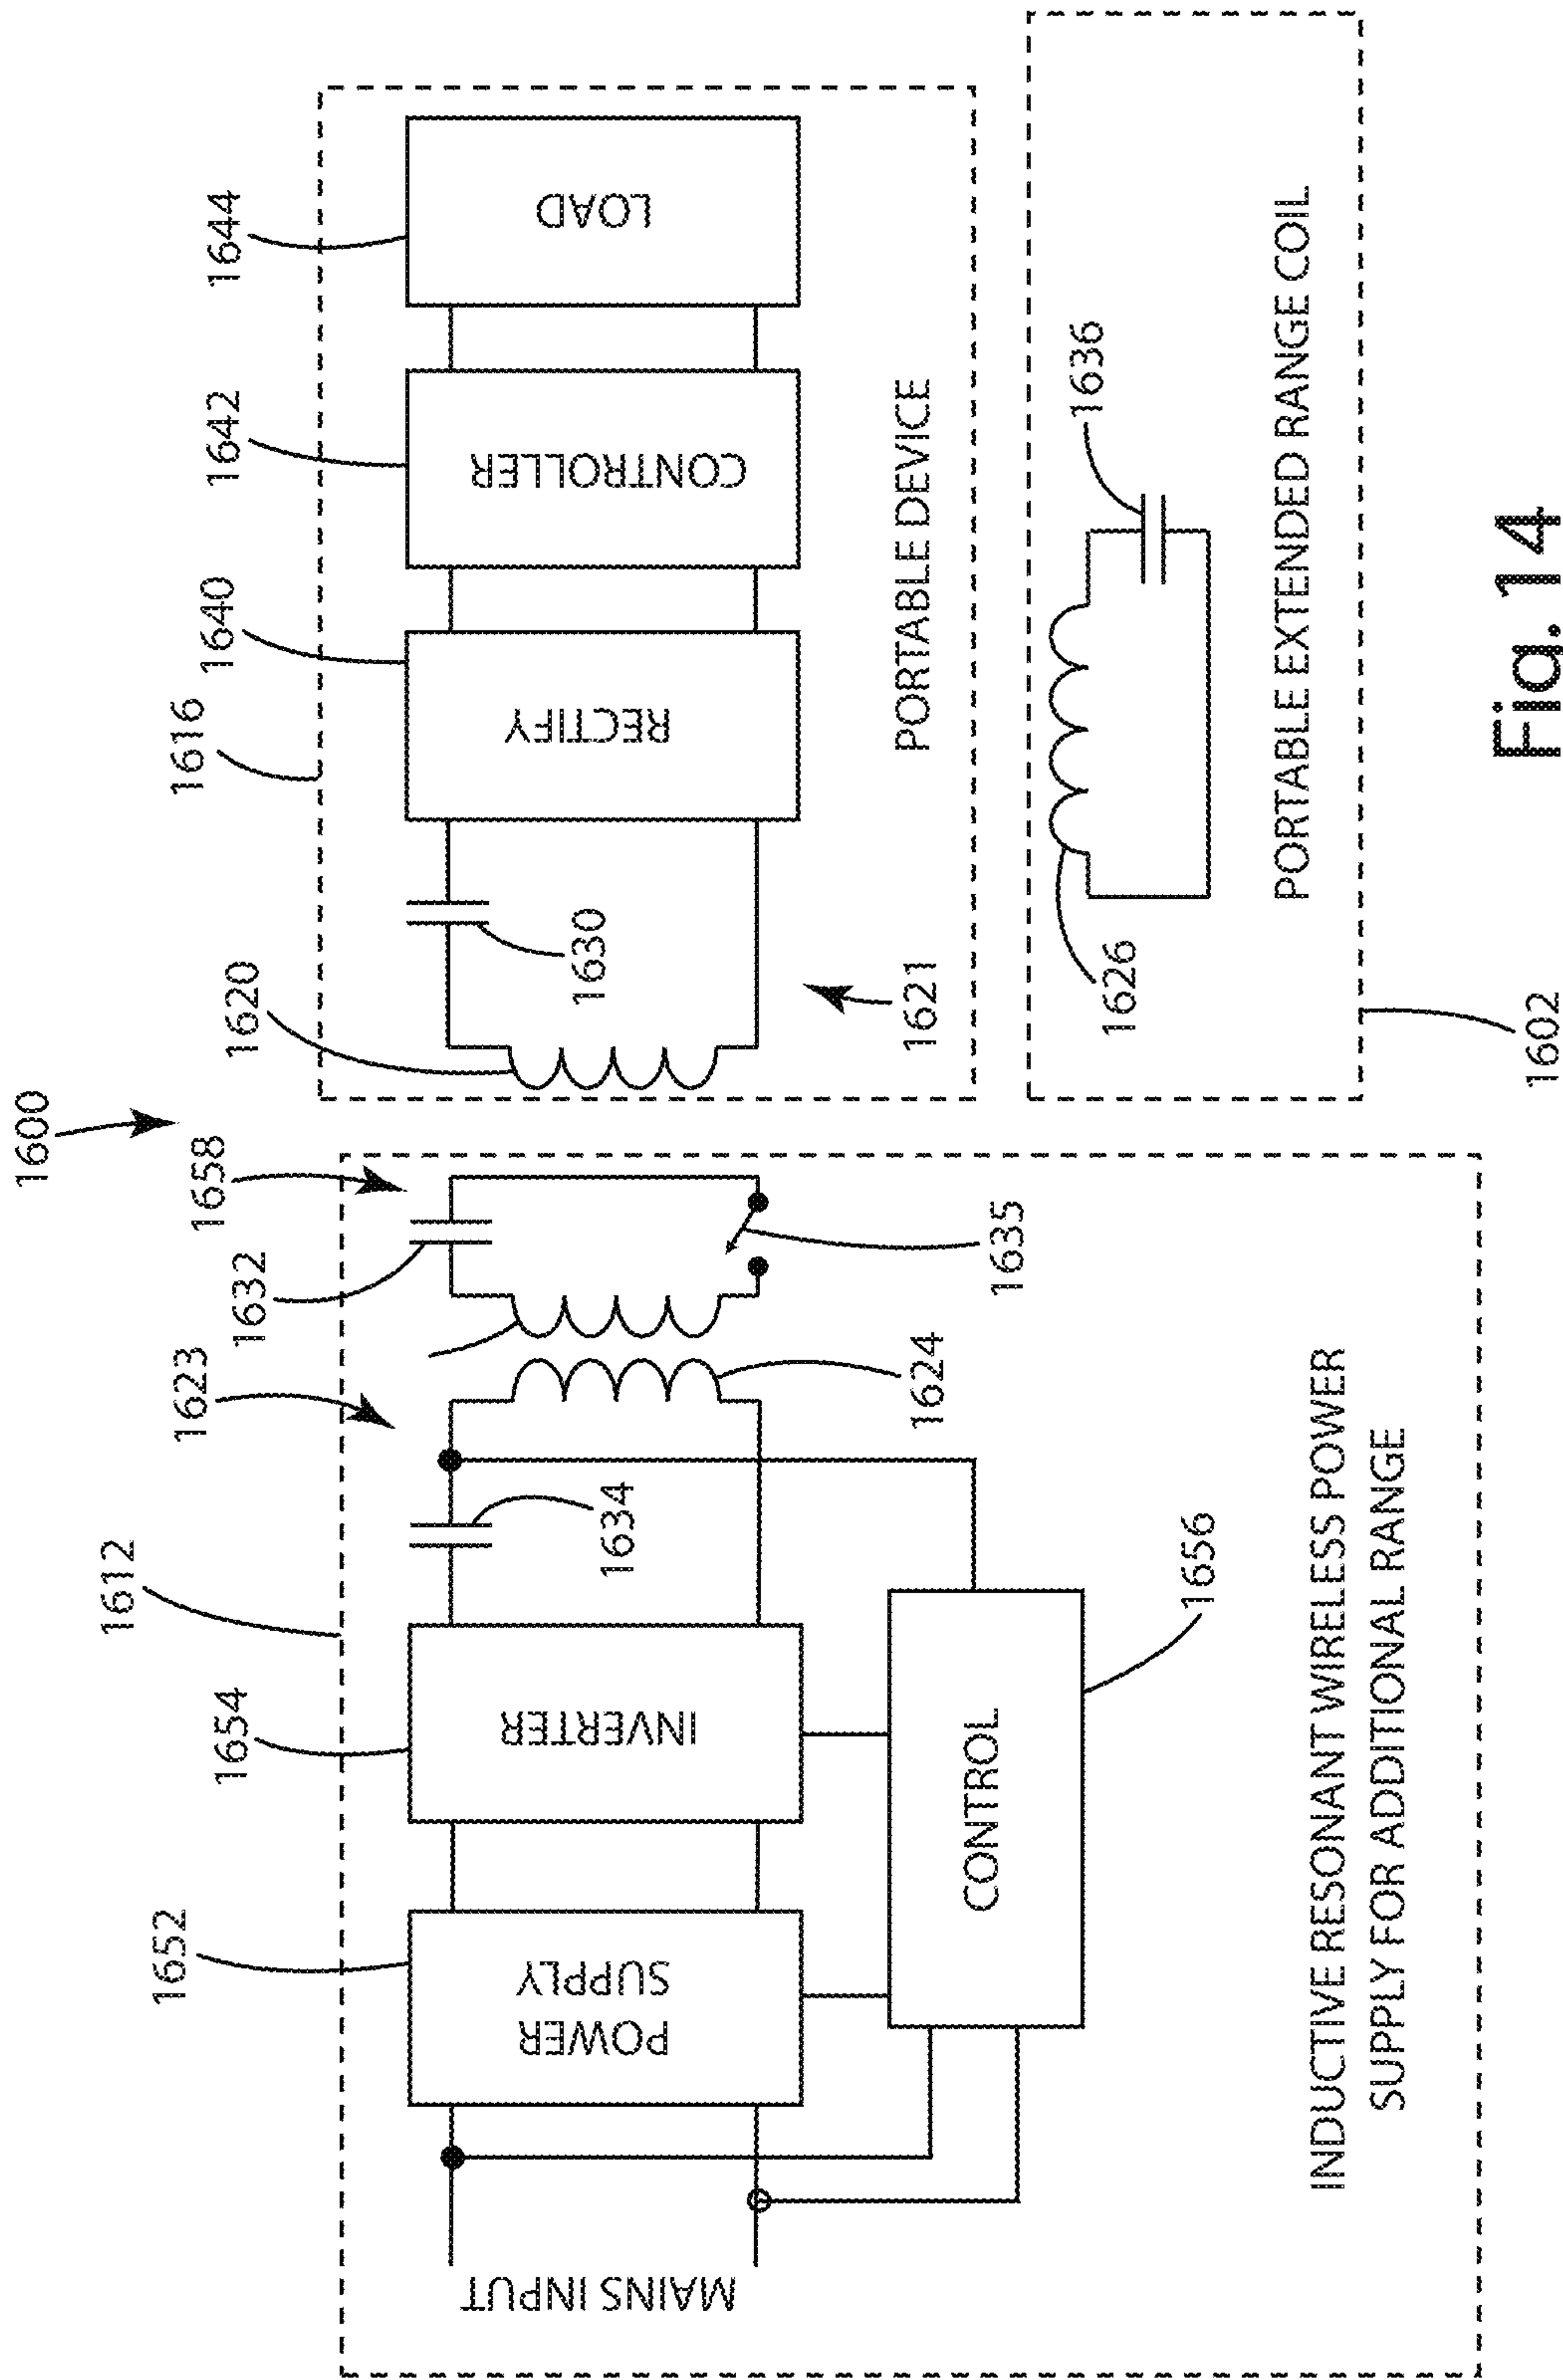 1600
1612
1652
1654
1623
1632
1658
1634
1624
1635
MAINS INPUT
POWER
SUPPLY
INVERTER
CONTROL
1656
INDUCTIVE RESONANT WIRELESS POWER
SUPPLY FOR ADDITIONAL RANGE
1616
1620
1640
1642
1644
1630
1621
RECTIFY
CONTROLLER
LOAD
PORTABLE DEVICE
1626
1636
PORTABLE EXTENDED RANGE COIL
1602
Fig. 14